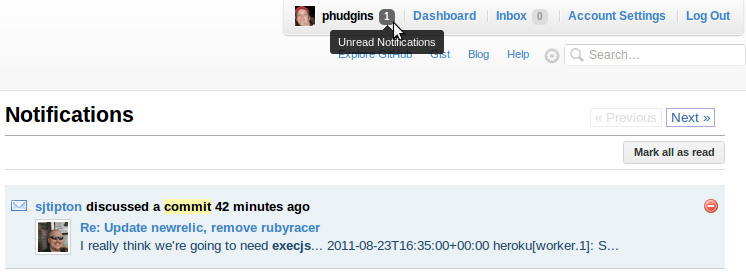 phudgins 1 Dashboard Inbox 0 Account Settings Log Out
Unread Notifications
Explore GitHub Gist Blog Help Search...
Notifications
« Previous Next »
Mark all as read
sjtipton discussed a commit 42 minutes ago
Re: Update newrelic, remove rubyracer
I really think we're going to need execjs... 2011-08-23T16:35:00+00:00 heroku[worker.1]: S...